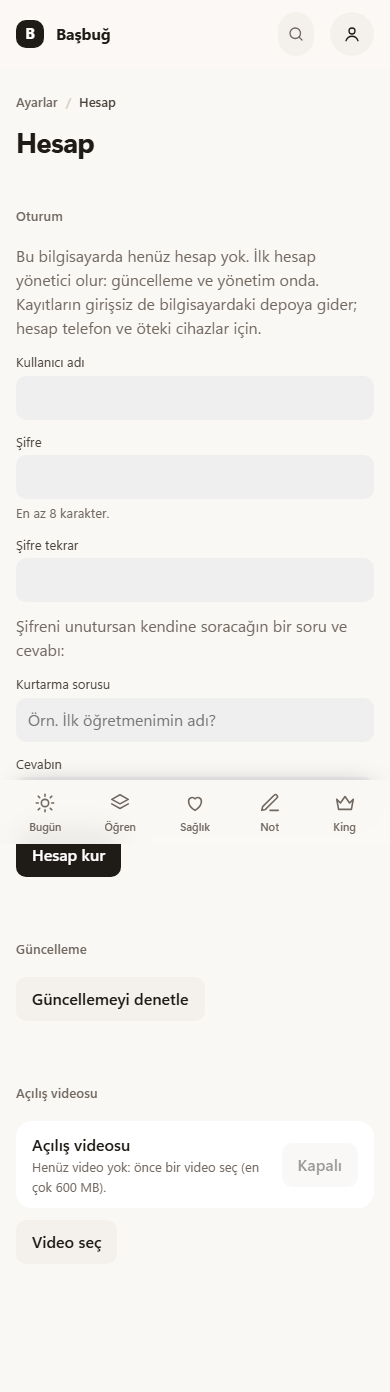 B Başbuğ
Ayarlar / Hesap
Hesap
Oturum
Bu bilgisayarda henüz hesap yok. İlk hesap
yönetici olur: güncelleme ve yönetim onda.
Kayıtların girişsiz de bilgisayardaki depoya gider;
hesap telefon ve öteki cihazlar için.
Kullanıcı adı
Şifre
En az 8 karakter.
Şifre tekrar
Şifreni unutursan kendine soracağın bir soru ve
cevabı:
Kurtarma sorusu
Örn. İlk öğretmenimin adı?
Cevabın
Bugün Öğren Sağlık Not King
Hesap kur
Güncelleme
Güncellemeyi denetle
Açılış videosu
Açılış videosu
Henüz video yok: önce bir video seç (en
çok 600 MB).
Kapalı
Video seç